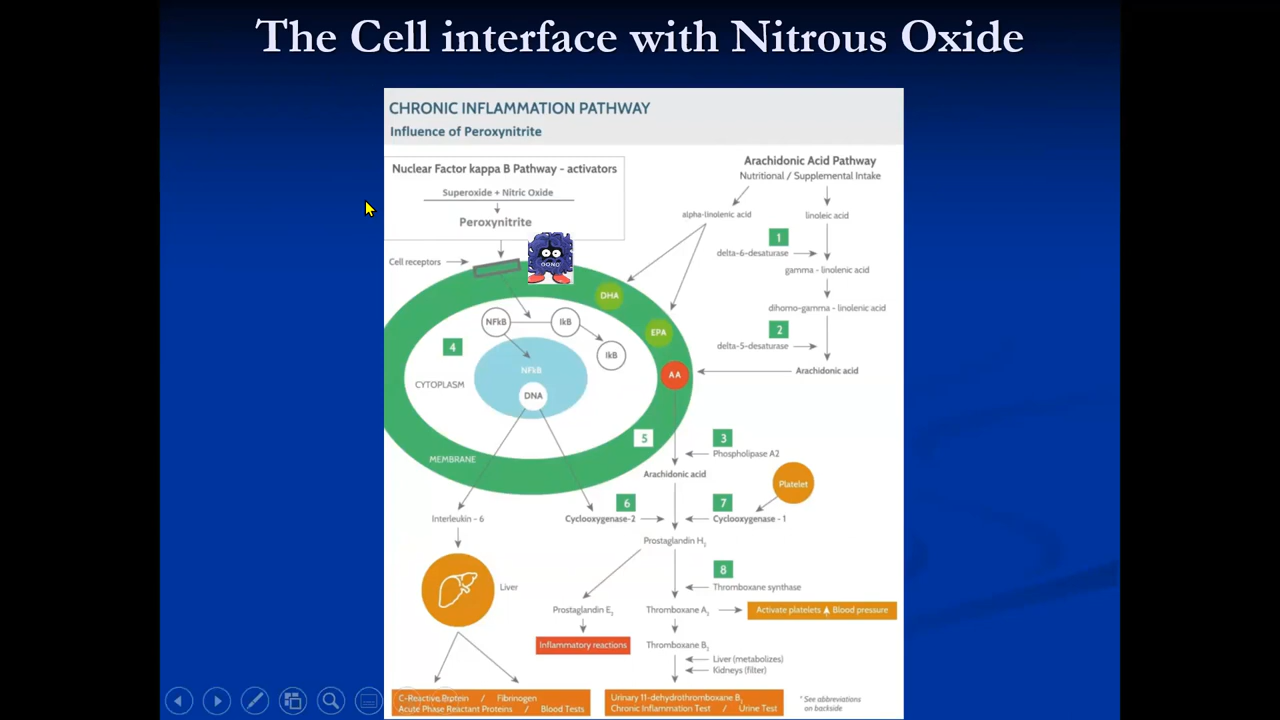 The Cell interface with Nitrous Oxide
CHRONIC INFLAMMATION PATHWAY
Influence of Peroxynitrite
Nuclear Factor kappa B Pathway - activators
Superoxide + Nitric Oxide
Peroxynitrite
Cell receptors
OONO
Arachidonic Acid Pathway
Nutritional / Supplemental Intake
alpha-linolenic acid
linoleic acid
1
delta-6-desaturase
gamma - linolenic acid
dihomo-gamma - linolenic acid
2
delta-5-desaturase
Arachidonic acid
DHA
EPA
AA
NFkB
IkB
IkB
4
CYTOPLASM
NFkB
DNA
MEMBRANE
5
3
Phospholipase A2
Arachidonic acid
Platelet
6
7
Interleukin - 6
Cyclooxygenase-2
Cyclooxygenase - 1
Prostaglandin H2
8
Liver
Thromboxane synthase
Prostaglandin E2
Thromboxane A2
Activate platelets Blood pressure
Inflammatory reactions
Thromboxane B2
Liver (metabolizes)
Kidneys (filter)
C-Reactive Protein / Fibrinogen
Acute Phase Reactant Proteins / Blood Tests
Urinary 11-dehydrothromboxane B2
Chronic Inflammation Test / Urine Test
* See abbreviations
on backside